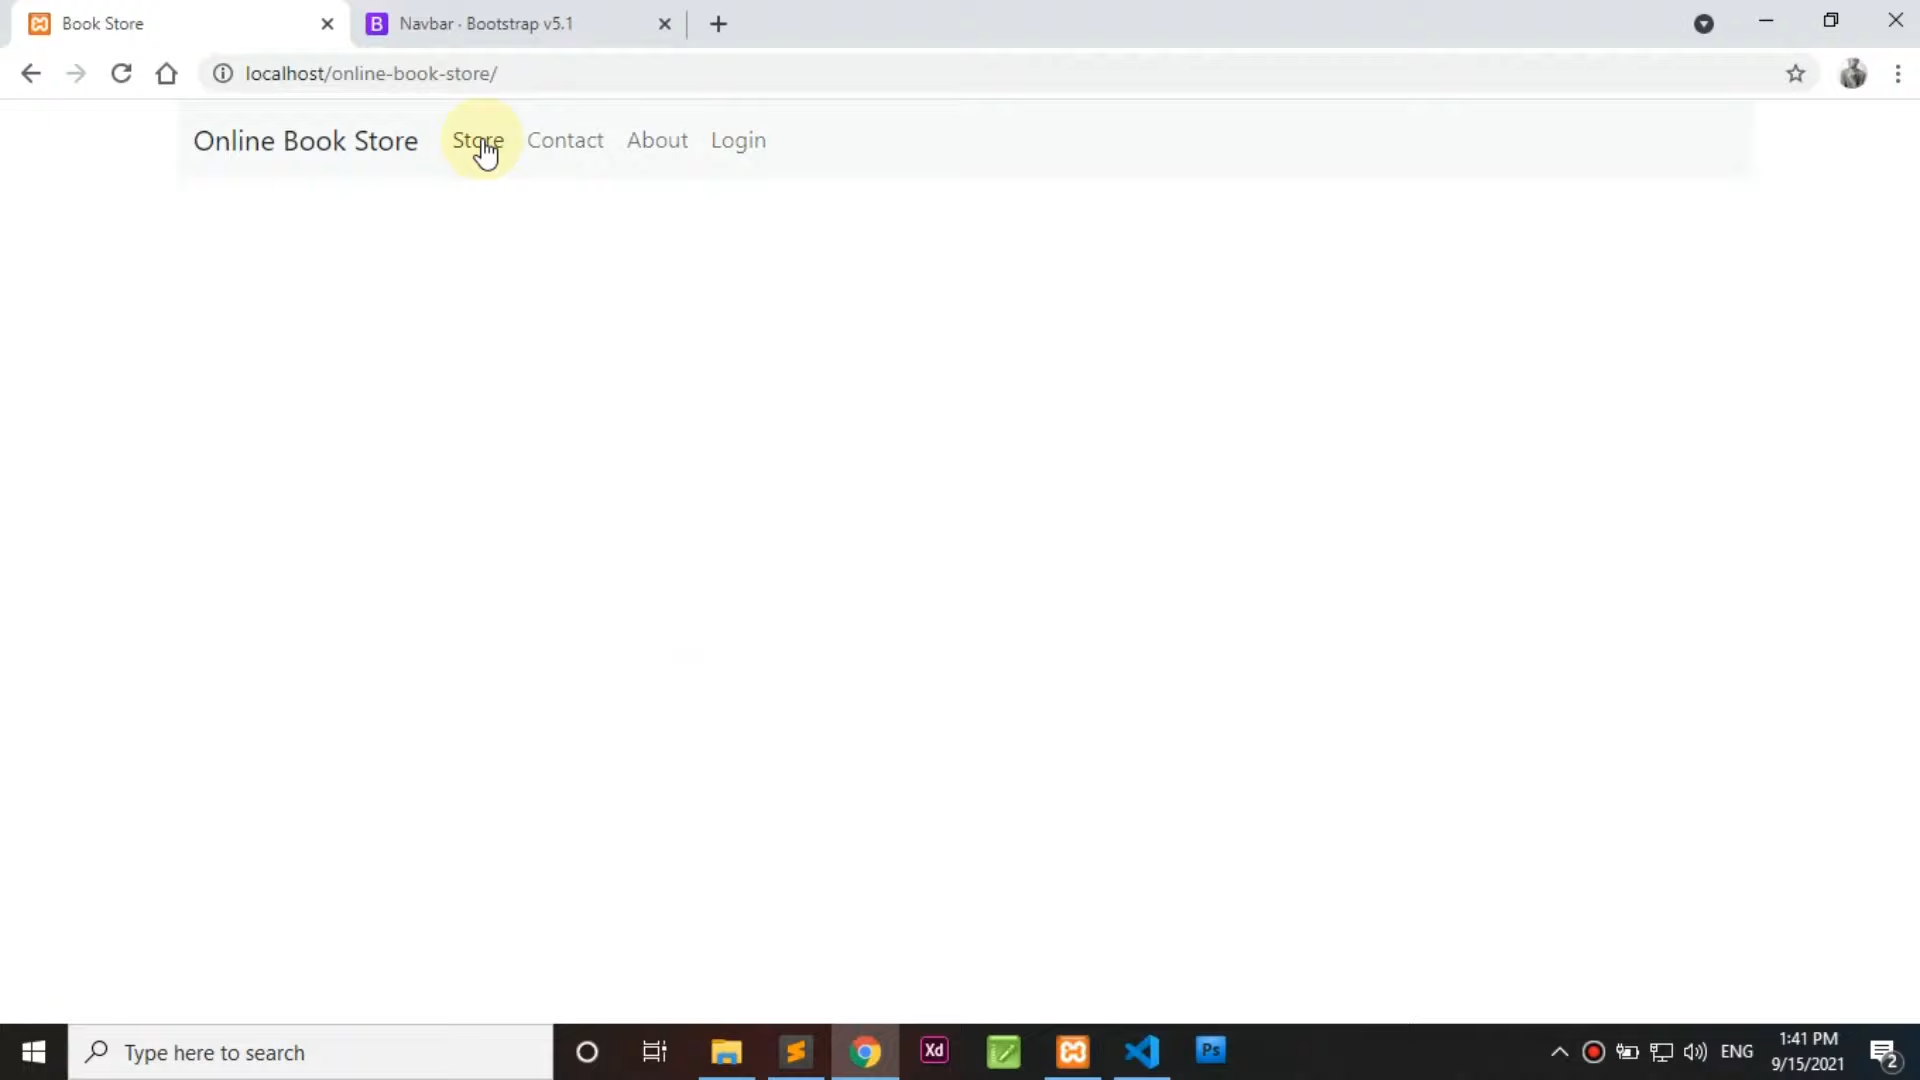 Book Store
B Navbar · Bootstrap v5.1
localhost/online-book-store/
Online Book Store Store Contact About Login
Type here to search
Xd
Ps
ENG
1:41 PM
9/15/2021
2